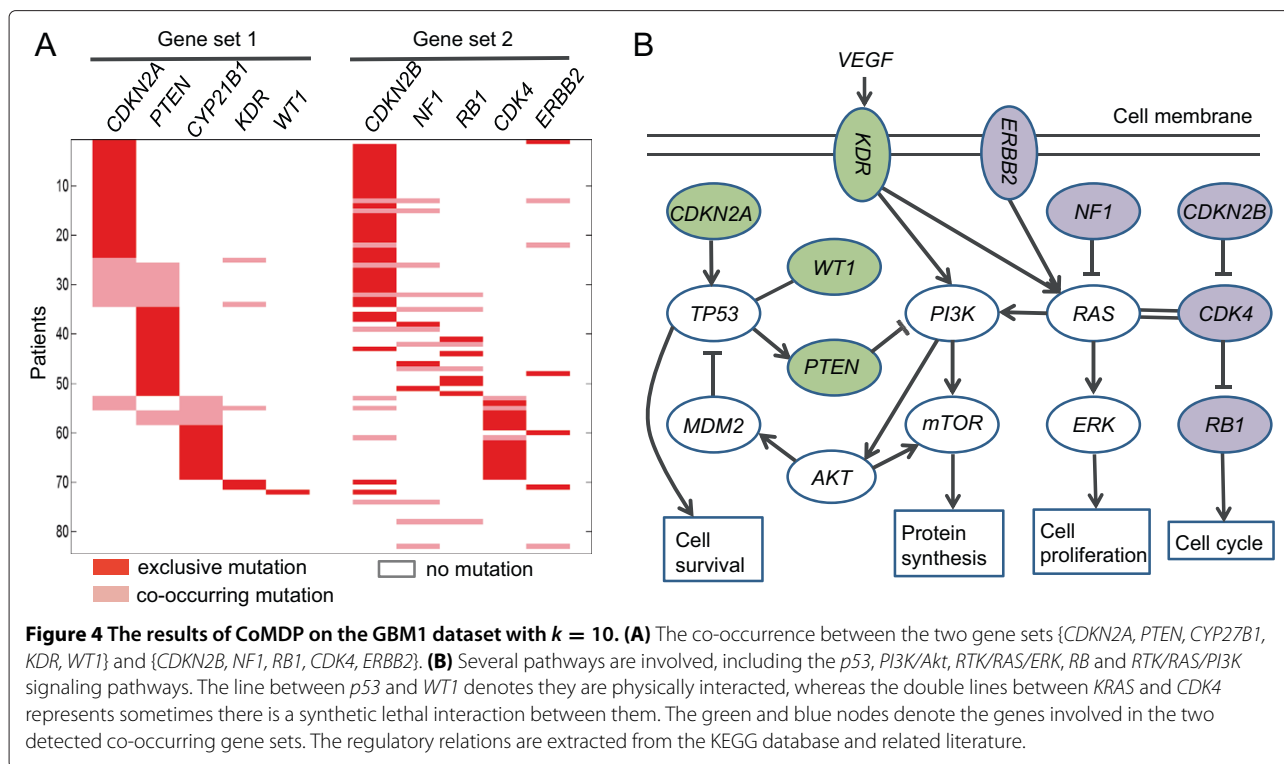 A
Gene set 1
Gene set 2
CDKN2A
PTEN
CYP21B1
KDR
WT1
CDKN2B
NF1
RB1
CDK4
ERBB2
Patients
10
20
30
40
50
60
70
80
exclusive mutation
no mutation
co-occurring mutation
B
VEGF
Cell membrane
KDR
ERBB2
CDKN2A
NF1
CDKN2B
WT1
TP53
PI3K
RAS
CDK4
PTEN
MDM2
mTOR
ERK
RB1
AKT
Cell
survival
Protein
synthesis
Cell
proliferation
Cell cycle
Figure 4 The results of CoMDP on the GBM1 dataset with k = 10. (A) The co-occurrence between the two gene sets {CDKN2A, PTEN, CYP27B1,
KDR, WT1} and {CDKN2B, NF1, RB1, CDK4, ERBB2}. (B) Several pathways are involved, including the p53, PI3K/Akt, RTK/RAS/ERK, RB and RTK/RAS/PI3K
signaling pathways. The line between p53 and WT1 denotes they are physically interacted, whereas the double lines between KRAS and CDK4
represents sometimes there is a synthetic lethal interaction between them. The green and blue nodes denote the genes involved in the two
detected co-occurring gene sets. The regulatory relations are extracted from the KEGG database and related literature.